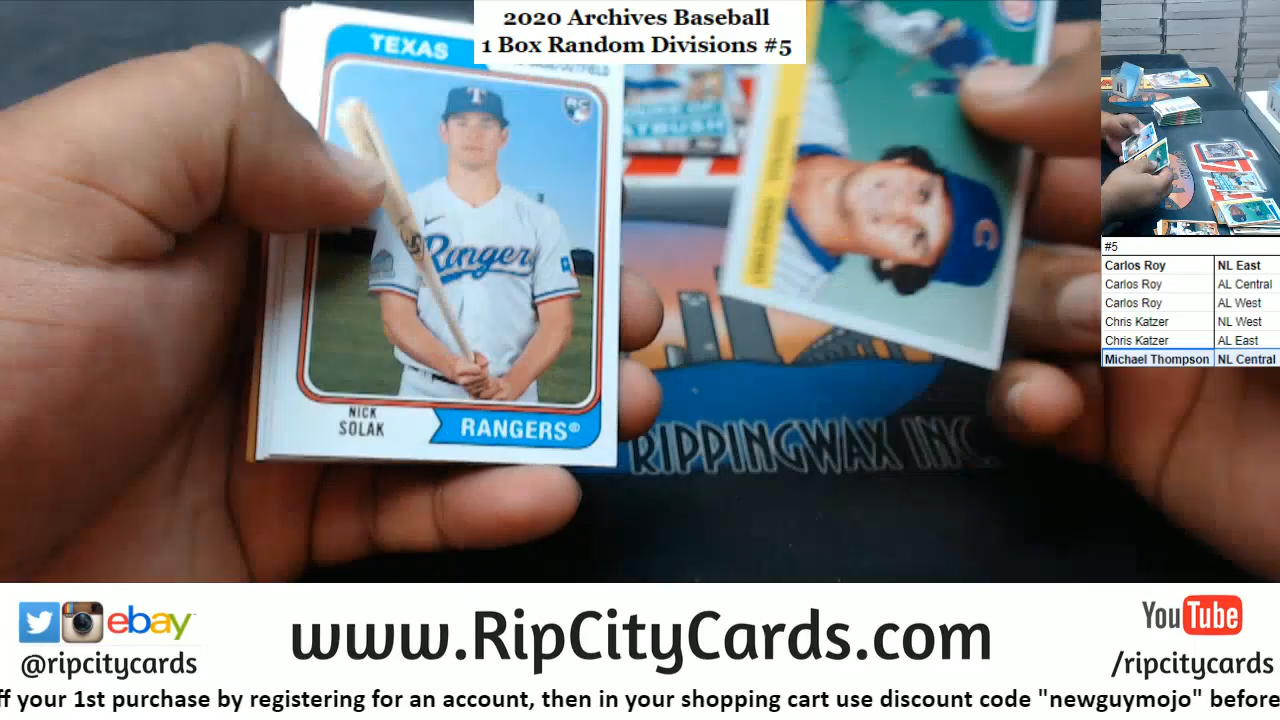 2020 Archives Baseball
1 Box Random Divisions #5
TEXAS
RC
T
Rangers
NICK
SOLAK
RANGERS®
C
RIPPINGWAX INC.
#5
Carlos Roy NL East
Carlos Roy AL Central
Carlos Roy AL West
Chris Katzer NL West
Chris Katzer AL East
Michael Thompson NL Central
ebay
www.RipCityCards.com
YouTube
@ripcitycards
/ripcitycards
ff your 1st purchase by registering for an account, then in your shopping cart use discount code "newguymojo" before